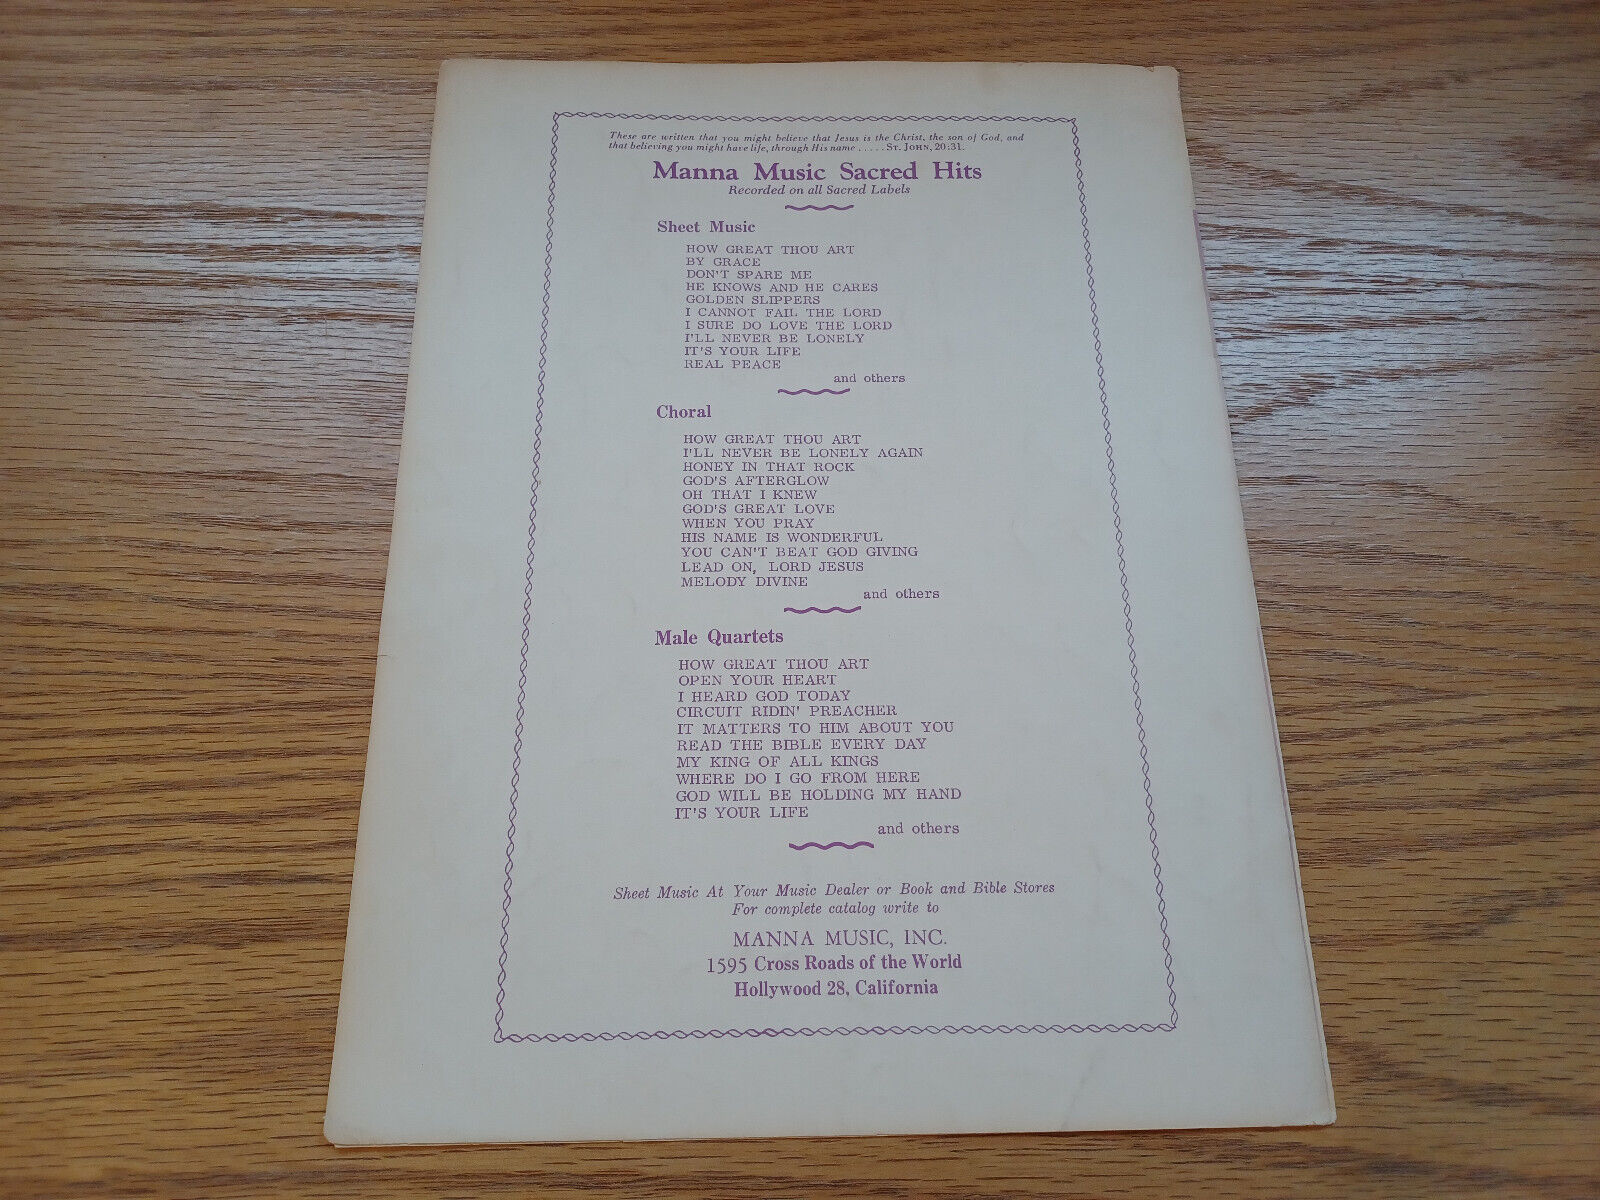 These are written that you might believe that Jesus is the Christ, the son of God, and
that believing you might have life, through His name ..... ST. JOHN, 20:31.
Manna Music Sacred Hits
Recorded on all Sacred Labels
Sheet Music
HOW GREAT THOU ART
BY GRACE
DON'T SPARE ME
HE KNOWS AND HE CARES
GOLDEN SLIPPERS
I CANNOT FAIL THE LORD
I SURE DO LOVE THE LORD
I'LL NEVER BE LONELY
IT'S YOUR LIFE
REAL PEACE
and others
Choral
HOW GREAT THOU ART
I'LL NEVER BE LONELY AGAIN
HONEY IN THAT ROCK
GOD'S AFTERGLOW
OH THAT I KNEW
GOD'S GREAT LOVE
WHEN YOU PRAY
HIS NAME IS WONDERFUL
YOU CAN'T BEAT GOD GIVING
LEAD ON, LORD JESUS
MELODY DIVINE
and others
Male Quartets
HOW GREAT THOU ART
OPEN YOUR HEART
I HEARD GOD TODAY
CIRCUIT RIDIN' PREACHER
IT MATTERS TO HIM ABOUT YOU
READ THE BIBLE EVERY DAY
MY KING OF ALL KINGS
WHERE DO I GO FROM HERE
GOD WILL BE HOLDING MY HAND
IT'S YOUR LIFE
and others
Sheet Music At Your Music Dealer or Book and Bible Stores
For complete catalog write to
MANNA MUSIC, INC.
1595 Cross Roads of the World
Hollywood 28, California